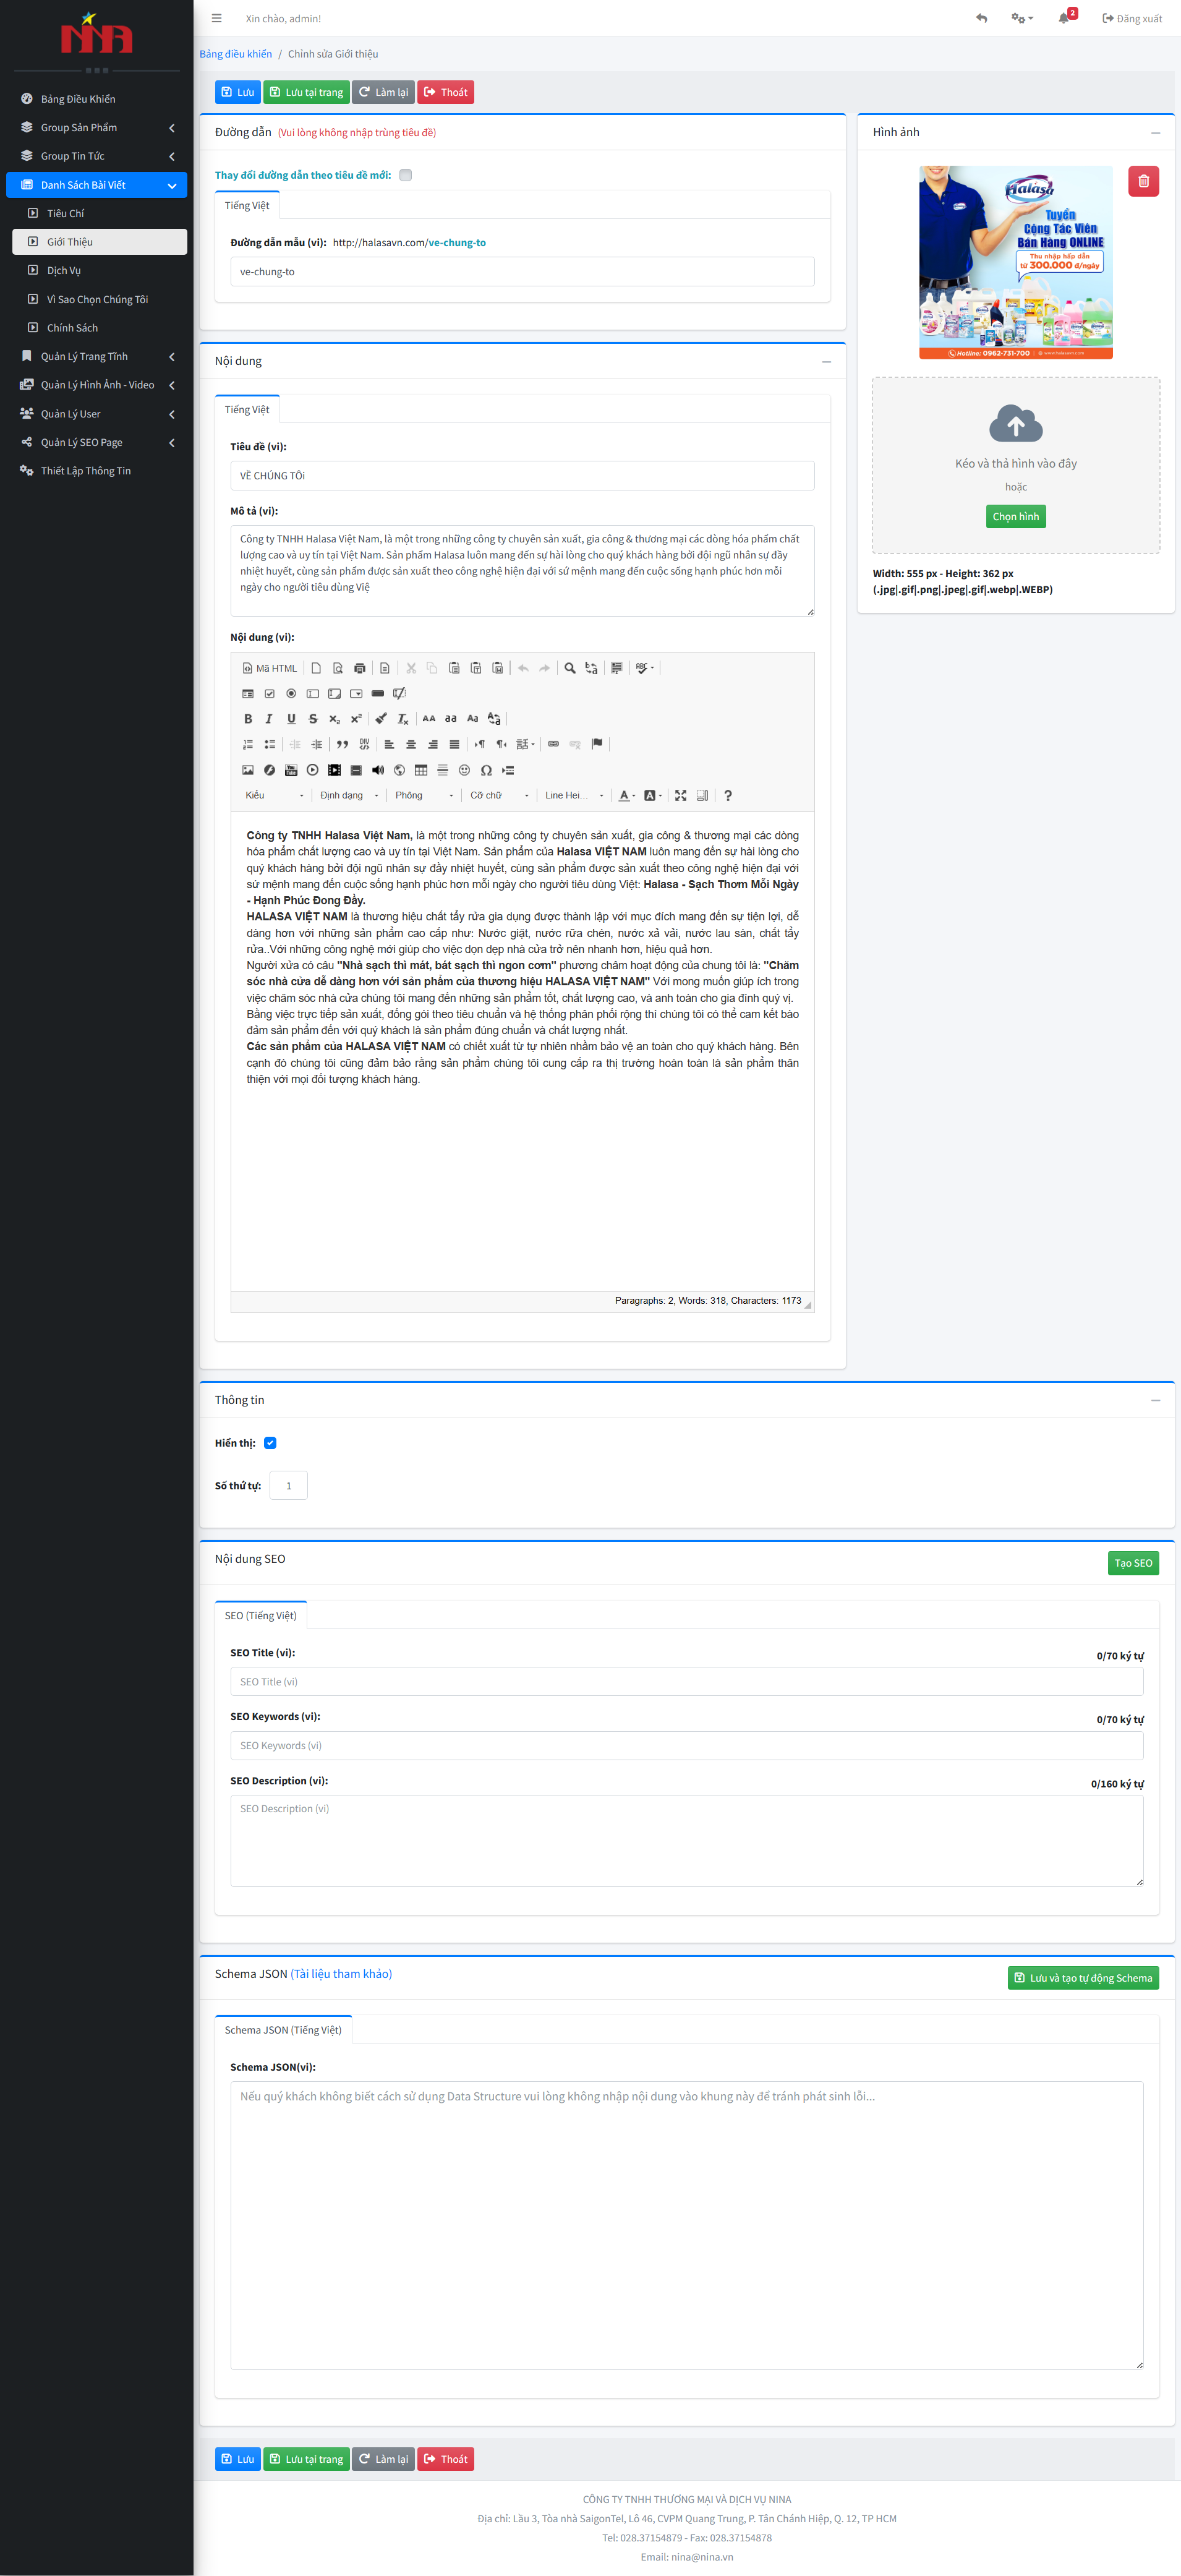 NINA
Xin chào, admin!
2
Đăng xuất
Bảng điều khiển / Chỉnh sửa Giới thiệu
Bảng Điều Khiển
Group Sản Phẩm
Group Tin Tức
Danh Sách Bài Viết
Tiêu Chí
Giới Thiệu
Dịch Vụ
Vì Sao Chọn Chúng Tôi
Chính Sách
Quản Lý Trang Tĩnh
Quản Lý Hình Ảnh - Video
Quản Lý User
Quản Lý SEO Page
Thiết Lập Thông Tin
Lưu Lưu tại trang Làm lại Thoát
Đường dẫn (Vui lòng không nhập trùng tiêu đề)
Thay đổi đường dẫn theo tiêu đề mới:
Tiếng Việt
Đường dẫn mẫu (vi): http://halasavn.com/ve-chung-to
ve-chung-to
Hình ảnh
Halasa
Tuyển
Cộng Tác Viên
Bán Hàng ONLINE
Thu nhập hấp dẫn
từ 300.000 đ/ngày
Hotline: 0962-731-700 | www.halasavn.com
Kéo và thả hình vào đây
hoặc
Chọn hình
Width: 555 px - Height: 362 px
(.jpg|.gif|.png|.jpeg|.gif|.webp|.WEBP)
Nội dung
Tiếng Việt
Tiêu đề (vi):
VỀ CHÚNG TÔi
Mô tả (vi):
Công ty TNHH Halasa Việt Nam, là một trong những công ty chuyên sản xuất, gia công & thương mại các dòng hóa phẩm chất
lượng cao và uy tín tại Việt Nam. Sản phẩm Halasa luôn mang đến sự hài lòng cho quý khách hàng bởi đội ngũ nhân sự đầy
nhiệt huyết, cùng sản phẩm được sản xuất theo công nghệ hiện đại với sứ mệnh mang đến cuộc sống hạnh phúc hơn mỗi
ngày cho người tiêu dùng Việ
Nội dung (vi):
Mã HTML
Kiểu Định dạng Phông Cỡ chữ Line Hei...
Công ty TNHH Halasa Việt Nam, là một trong những công ty chuyên sản xuất, gia công & thương mại các dòng
hóa phẩm chất lượng cao và uy tín tại Việt Nam. Sản phẩm của Halasa VIỆT NAM luôn mang đến sự hài lòng cho
quý khách hàng bởi đội ngũ nhân sự đầy nhiệt huyết, cùng sản phẩm được sản xuất theo công nghệ hiện đại với
sứ mệnh mang đến cuộc sống hạnh phúc hơn mỗi ngày cho người tiêu dùng Việt: Halasa - Sạch Thơm Mỗi Ngày
- Hạnh Phúc Đong Đầy.
HALASA VIỆT NAM là thương hiệu chất tẩy rửa gia dụng được thành lập với mục đích mang đến sự tiện lợi, dễ
dàng hơn với những sản phẩm cao cấp như: Nước giặt, nước rữa chén, nước xả vải, nước lau sàn, chất tẩy
rửa..Với những công nghệ mới giúp cho việc dọn dẹp nhà cửa trở nên nhanh hơn, hiệu quả hơn.
Người xửa có câu "Nhà sạch thì mát, bát sạch thì ngon cơm" phương châm hoạt động của chung tôi là: "Chăm
sóc nhà cửa dễ dàng hơn với sản phẩm của thương hiệu HALASA VIỆT NAM" Với mong muốn giúp ích trong
việc chăm sóc nhà cửa chúng tôi mang đến những sản phẩm tốt, chất lượng cao, và anh toàn cho gia đình quý vị.
Bằng việc trực tiếp sản xuất, đống gói theo tiêu chuẩn và hệ thống phân phối rộng thi chúng tôi có thể cam kết bảo
đảm sản phẩm đến với quý khách là sản phẩm đúng chuẩn và chất lượng nhất.
Các sản phẩm của HALASA VIỆT NAM có chiết xuất từ tự nhiên nhằm bảo vệ an toàn cho quý khách hàng. Bên
cạnh đó chúng tôi cũng đảm bảo rằng sản phẩm chúng tôi cung cấp ra thị trường hoàn toàn là sản phẩm thân
thiện với mọi đối tượng khách hàng.
Paragraphs: 2, Words: 318, Characters: 1173
Thông tin
Hiển thị:
Số thứ tự: 1
Nội dung SEO
Tạo SEO
SEO (Tiếng Việt)
SEO Title (vi): 0/70 ký tự
SEO Title (vi)
SEO Keywords (vi): 0/70 ký tự
SEO Keywords (vi)
SEO Description (vi): 0/160 ký tự
SEO Description (vi)
Schema JSON (Tài liệu tham khảo)
Lưu và tạo tự động Schema
Schema JSON (Tiếng Việt)
Schema JSON(vi):
Nếu quý khách không biết cách sử dụng Data Structure vui lòng không nhập nội dung vào khung này để tránh phát sinh lỗi...
Lưu Lưu tại trang Làm lại Thoát
CÔNG TY TNHH THƯƠNG MẠI VÀ DỊCH VỤ NINA
Địa chỉ: Lầu 3, Tòa nhà SaigonTel, Lô 46, CVPM Quang Trung, P. Tân Chánh Hiệp, Q. 12, TP HCM
Tel: 028.37154879 - Fax: 028.37154878
Email: nina@nina.vn